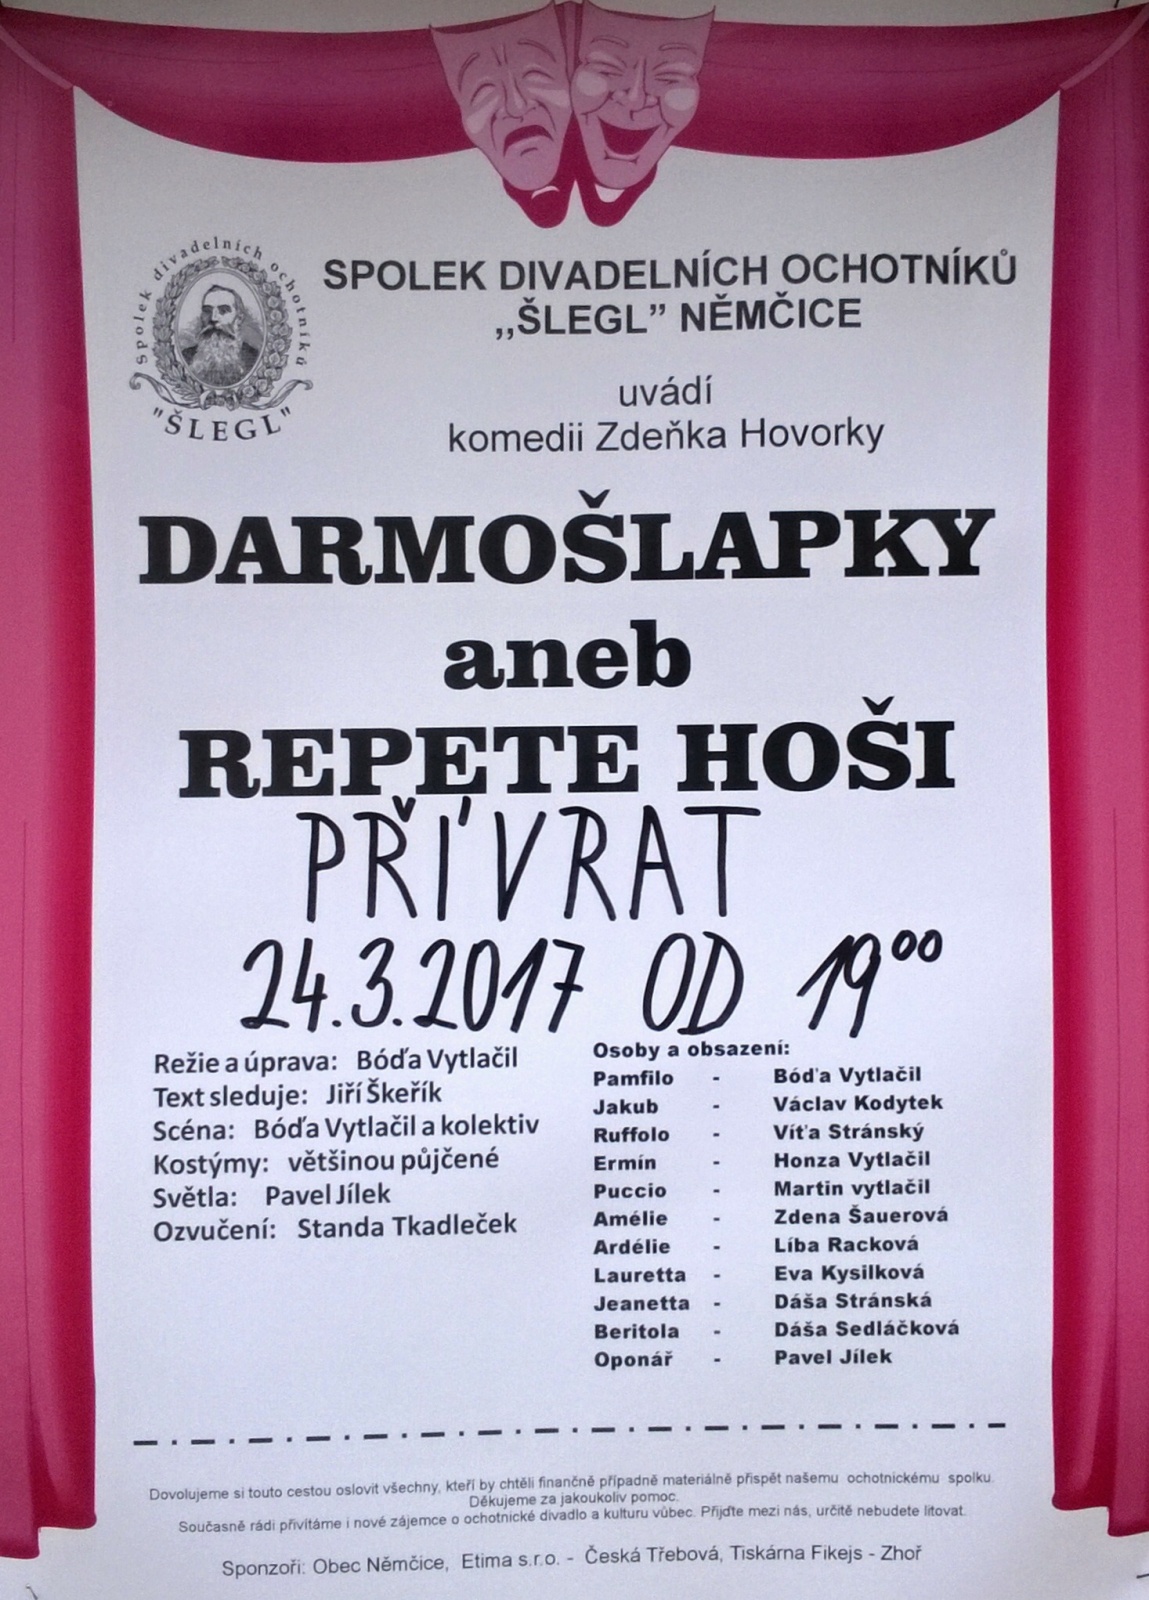 Spolek divadelních ochotníků
"ŠLEGL"
SPOLEK DIVADELNÍCH OCHOTNÍKŮ
,,ŠLEGL” NĚMČICE
uvádí
komedii Zdeňka Hovorky
DARMOŠLAPKY
aneb
REPETE HOŠI
PŘÍVRAT
24.3.2017 OD 19⁰⁰
Režie a úprava: Bóďa Vytlačil
Text sleduje: Jiří Škeřík
Scéna: Bóďa Vytlačil a kolektiv
Kostýmy: většinou půjčené
Světla: Pavel Jílek
Ozvučení: Standa Tkadleček
Osoby a obsazení:
Pamfilo - Bóďa Vytlačil
Jakub - Václav Kodytek
Ruffolo - Víťa Stránský
Ermín - Honza Vytlačil
Puccio - Martin vytlačil
Amélie - Zdena Šauerová
Ardélie - Líba Racková
Lauretta - Eva Kysilková
Jeanetta - Dáša Stránská
Beritola - Dáša Sedláčková
Oponář - Pavel Jílek
Dovolujeme si touto cestou oslovit všechny, kteří by chtěli finančně případně materiálně přispět našemu ochotnickému spolku.
Děkujeme za jakoukoliv pomoc.
Současně rádi přivítáme i nové zájemce o ochotnické divadlo a kulturu vůbec. Přijďte mezi nás, určitě nebudete litovat.
Sponzoři: Obec Němčice, Etima s.r.o. - Česká Třebová, Tiskárna Fikejs - Zhoř